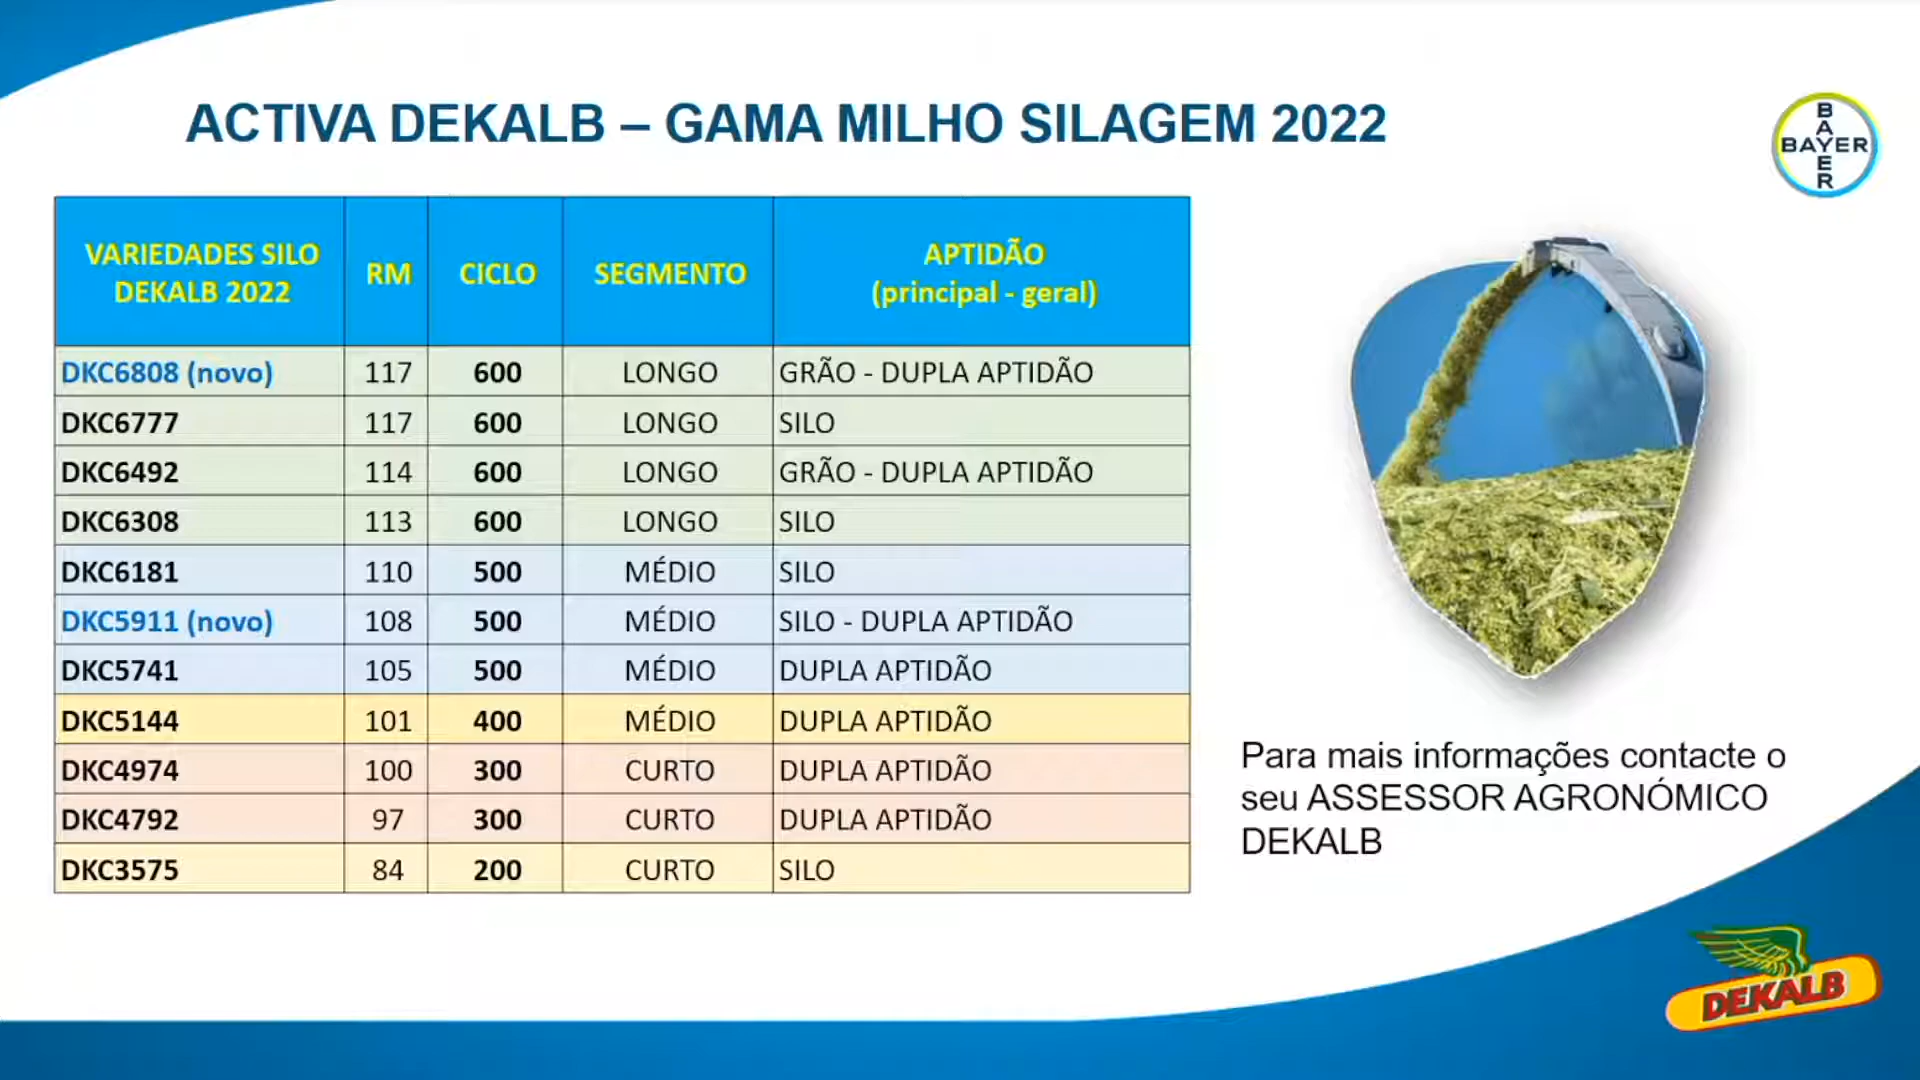 ACTIVA DEKALB – GAMA MILHO SILAGEM 2022
BAYER
BAYER
VARIEDADES SILO DEKALB 2022 RM CICLO SEGMENTO APTIDÃO (principal - geral)
DKC6808 (novo) 117 600 LONGO GRÃO - DUPLA APTIDÃO
DKC6777 117 600 LONGO SILO
DKC6492 114 600 LONGO GRÃO - DUPLA APTIDÃO
DKC6308 113 600 LONGO SILO
DKC6181 110 500 MÉDIO SILO
DKC5911 (novo) 108 500 MÉDIO SILO - DUPLA APTIDÃO
DKC5741 105 500 MÉDIO DUPLA APTIDÃO
DKC5144 101 400 MÉDIO DUPLA APTIDÃO
DKC4974 100 300 CURTO DUPLA APTIDÃO
DKC4792 97 300 CURTO DUPLA APTIDÃO
DKC3575 84 200 CURTO SILO
Para mais informações contacte o
seu ASSESSOR AGRONÓMICO
DEKALB
DEKALB